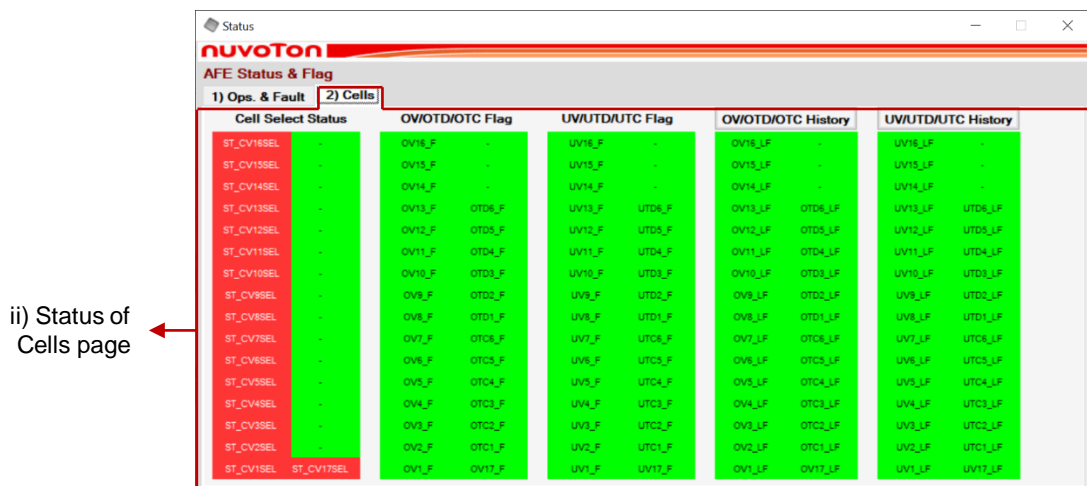 Status
nuvoTon
AFE Status & Flag
1) Ops. & Fault 2) Cells
Cell Select Status OV/OTD/OTC Flag UV/UTD/UTC Flag OV/OTD/OTC History UV/UTD/UTC History
ST_CV16SEL - OV16_F - UV16_F - OV16_LF - UV16_LF -
ST_CV15SEL - OV15_F - UV15_F - OV15_LF - UV15_LF -
ST_CV14SEL - OV14_F - UV14_F - OV14_LF - UV14_LF -
ST_CV13SEL - OV13_F OTD6_F UV13_F UTD6_F OV13_LF OTD6_LF UV13_LF UTD6_LF
ST_CV12SEL - OV12_F OTD5_F UV12_F UTD5_F OV12_LF OTD5_LF UV12_LF UTD5_LF
ST_CV11SEL - OV11_F OTD4_F UV11_F UTD4_F OV11_LF OTD4_LF UV11_LF UTD4_LF
ST_CV10SEL - OV10_F OTD3_F UV10_F UTD3_F OV10_LF OTD3_LF UV10_LF UTD3_LF
ST_CV9SEL - OV9_F OTD2_F UV9_F UTD2_F OV9_LF OTD2_LF UV9_LF UTD2_LF
ST_CV8SEL - OV8_F OTD1_F UV8_F UTD1_F OV8_LF OTD1_LF UV8_LF UTD1_LF
ST_CV7SEL - OV7_F OTC6_F UV7_F UTC6_F OV7_LF OTC6_LF UV7_LF UTC6_LF
ST_CV6SEL - OV6_F OTC5_F UV6_F UTC5_F OV6_LF OTC5_LF UV6_LF UTC5_LF
ST_CV5SEL - OV5_F OTC4_F UV5_F UTC4_F OV5_LF OTC4_LF UV5_LF UTC4_LF
ST_CV4SEL - OV4_F OTC3_F UV4_F UTC3_F OV4_LF OTC3_LF UV4_LF UTC3_LF
ST_CV3SEL - OV3_F OTC2_F UV3_F UTC2_F OV3_LF OTC2_LF UV3_LF UTC2_LF
ST_CV2SEL - OV2_F OTC1_F UV2_F UTC1_F OV2_LF OTC1_LF UV2_LF UTC1_LF
ST_CV1SEL ST_CV17SEL OV1_F OV17_F UV1_F UV17_F OV1_LF OV17_LF UV1_LF UV17_LF
ii) Status of
Cells page